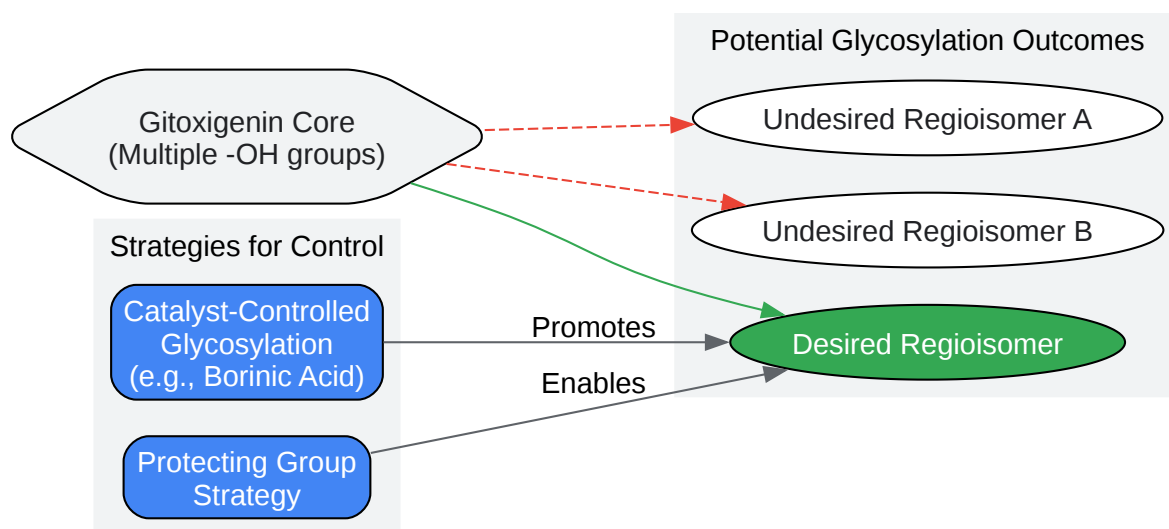 Potential Glycosylation Outcomes
Gitoxigenin Core
(Multiple -OH groups)
Undesired Regioisomer A
Undesired Regioisomer B
Desired Regioisomer
Strategies for Control
Catalyst-Controlled
Glycosylation
(e.g., Borinic Acid)
Promotes
Enables
Protecting Group
Strategy